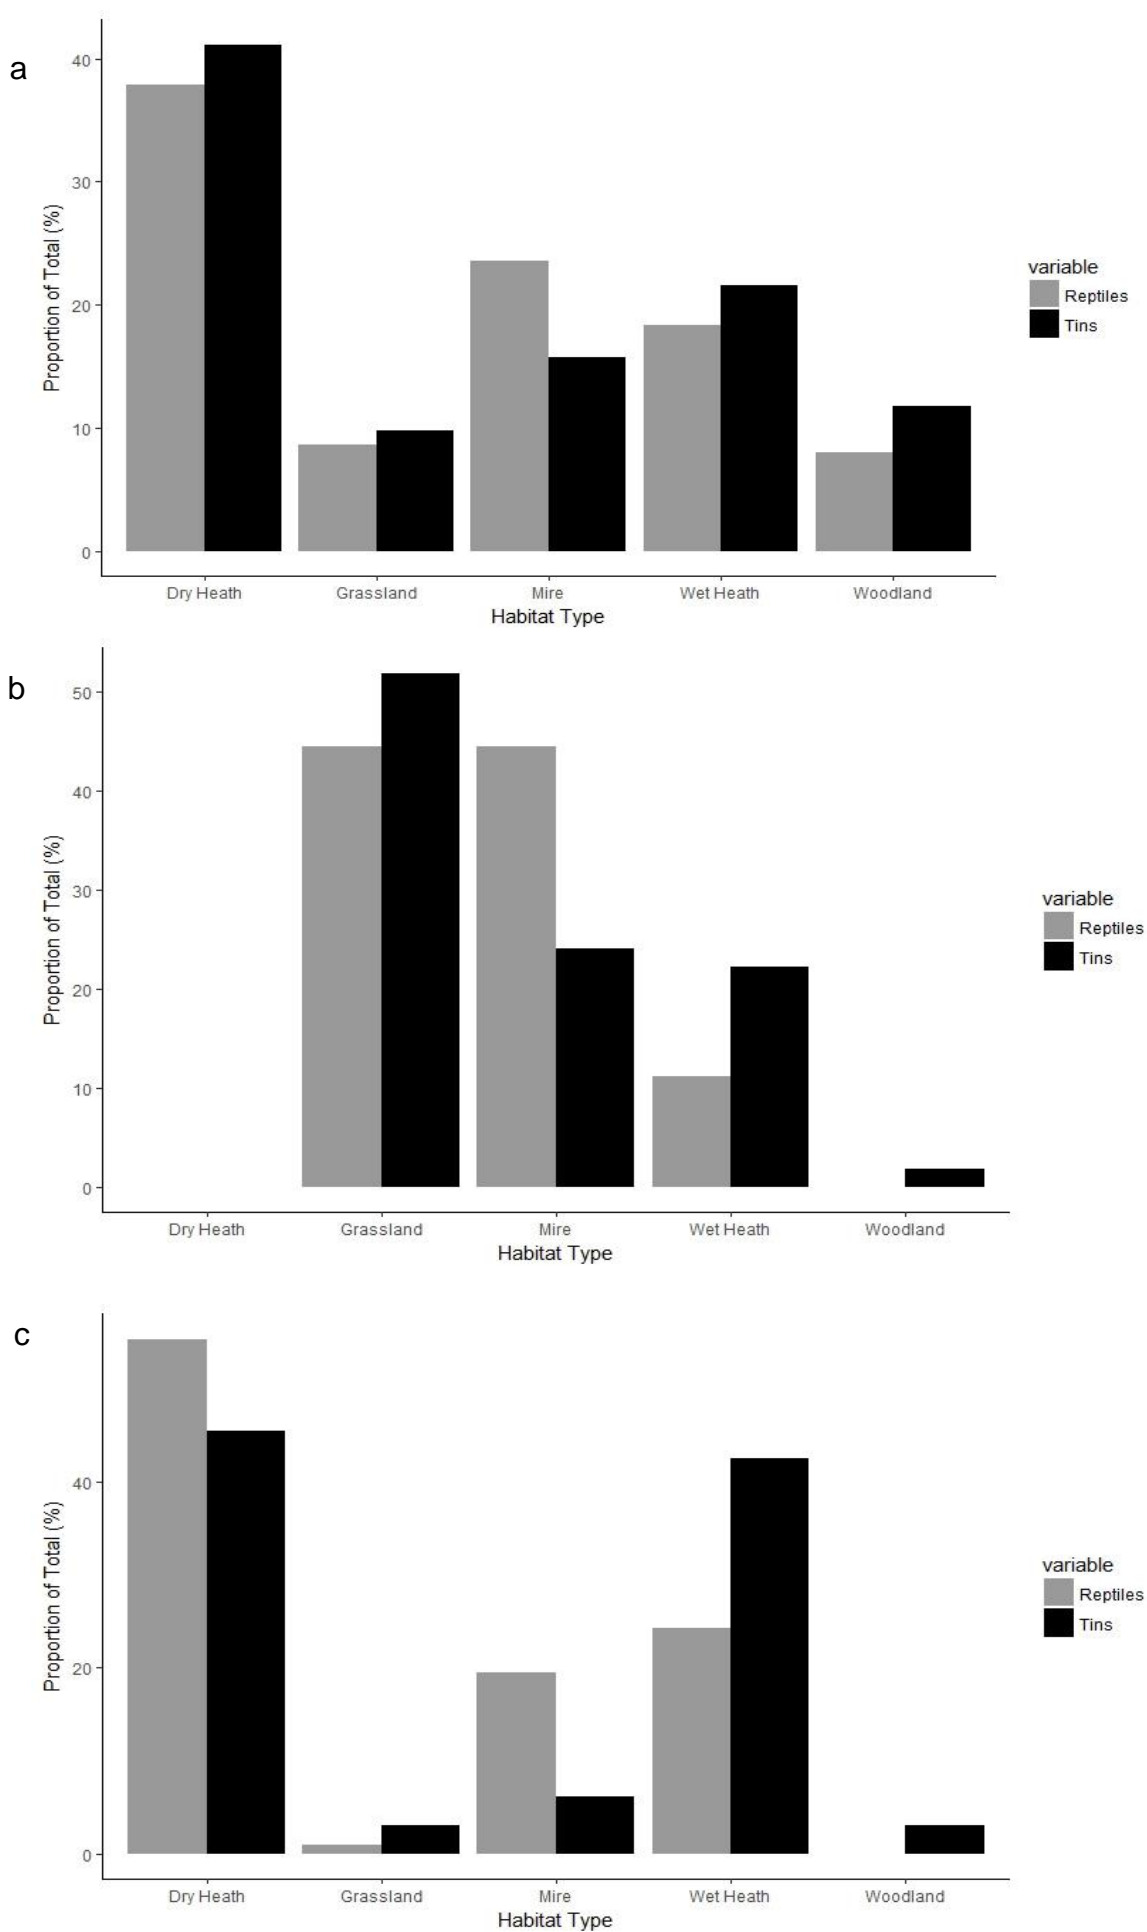 a
Proportion of Total (%)
40
30
20
10
0
Dry Heath Grassland Mire Wet Heath Woodland
Habitat Type
variable
Reptiles
Tins
b
Proportion of Total (%)
50
40
30
20
10
0
Dry Heath Grassland Mire Wet Heath Woodland
Habitat Type
variable
Reptiles
Tins
c
Proportion of Total (%)
40
20
0
Dry Heath Grassland Mire Wet Heath Woodland
Habitat Type
variable
Reptiles
Tins